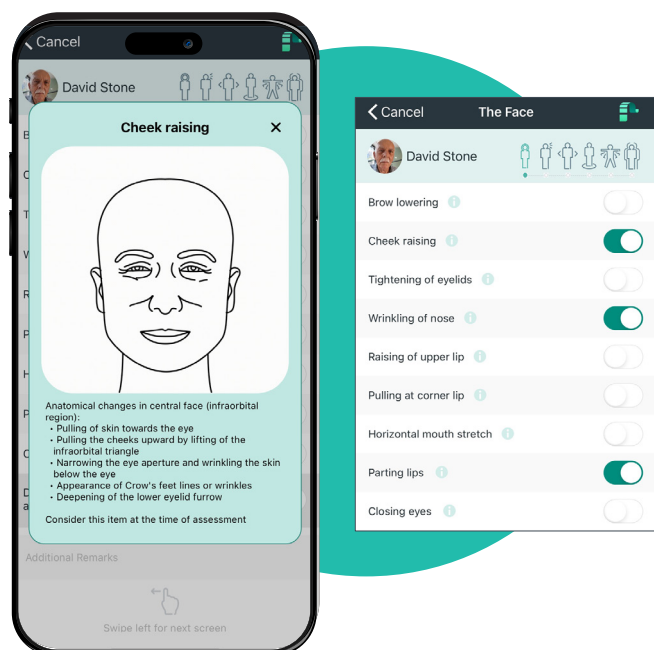 Cancel
David Stone
Cheek raising
Anatomical changes in central face (infraorbital
region):
• Pulling of skin towards the eye
• Pulling the cheeks upward by lifting of the
infraorbital triangle
• Narrowing the eye aperture and wrinkling the skin
below the eye
• Appearance of Crow's feet lines or wrinkles
• Deepening of the lower eyelid furrow
Consider this item at the time of assessment
Additional Remarks
Swipe left for next screen
Cancel The Face
David Stone
Brow lowering
Cheek raising
Tightening of eyelids
Wrinkling of nose
Raising of upper lip
Pulling at corner lip
Horizontal mouth stretch
Parting lips
Closing eyes